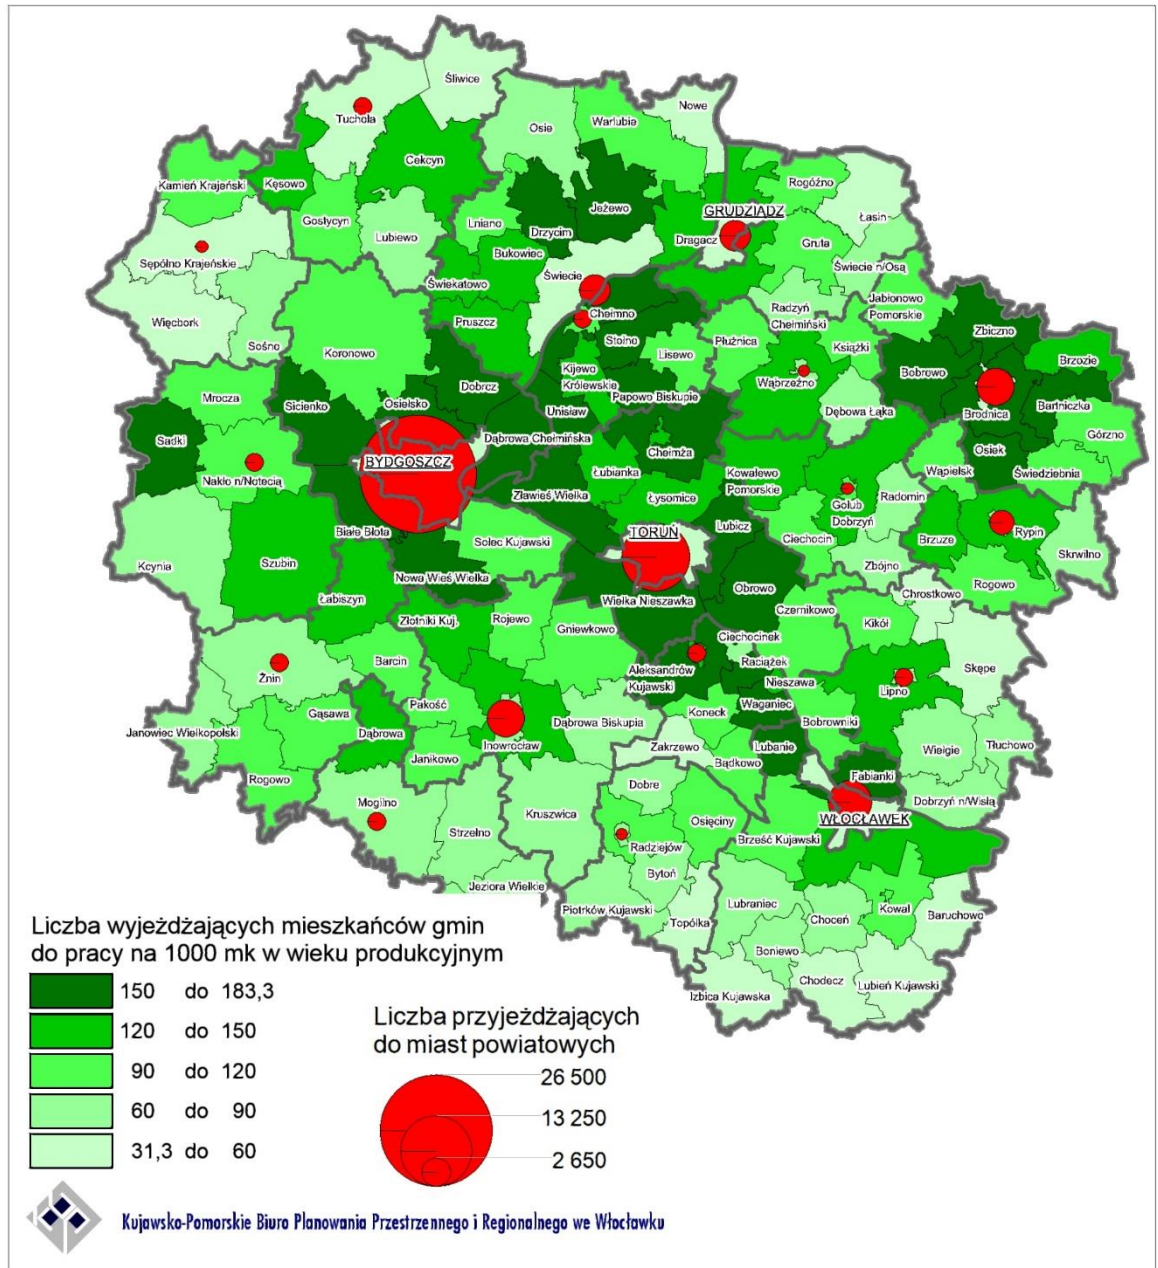 Śliwice
Tuchola
Nowe
Osie
Warlubie
Cekcyn
Kamień Krajeński
Kęsowo
Rogóźno
Jeżewo
GRUDZIĄDZ
Łasin
Gostycyn
Lniano
Drzycim
Lubiewo
Dragacz
Gruta
Bukowiec
Sępólno Krajeńskie
Świecie
Świecie n/Osą
Świekatowo
Jabłonowo
Pomorskie
Radzyń
Chełmiński
Więcbork
Pruszcz
Chełmno
Zbiczno
Sośno
Stolno
Płużnica
Książki
Koronowo
Lisewo
Brzozie
Kijewo
Królewskie
Bobrowo
Dobrcz
Wąbrzeźno
Mrocza
Sicienko
Osielsko
Papowo Biskupie
Bartniczka
Unisław
Dębowa Łąka
Brodnica
Sadki
Dąbrowa Chełmińska
Górzno
Chełmża
Osiek
BYDGOSZCZ
Łubianka
Kowalewo
Pomorskie
Wąpielsk
Świedziebnia
Nakło n/Notecią
Zławieś Wielka
Łysomice
Radomin
Golub
Dobrzyń
Lubicz
Białe Błota
TORUŃ
Rypin
Solec Kujawski
Ciechocin
Brzuze
Kcynia
Szubin
Zbójno
Skrwilno
Nowa Wieś Wielka
Obrowo
Rogowo
Łabiszyn
Wielka Nieszawka
Chrostkowo
Czernikowo
Złotniki Kuj.
Rojewo
Kikół
Gniewkowo
Ciechocinek
Barcin
Raciążek
Aleksandrów
Kujawski
Skępe
Żnin
Nieszawa
Lipno
Pakość
Waganiec
Gąsawa
Koneck
Bobrowniki
Dąbrowa Biskupia
Janowiec Wielkopolski
Dąbrowa
Inowrocław
Zakrzewo
Lubanie
Wielgie
Tłuchowo
Janikowo
Bądkowo
Rogowo
Fabianki
Dobre
Mogilno
Dobrzyń n/Wisłą
Kruszwica
Osięciny
WŁOCŁAWEK
Strzelno
Brześć Kujawski
Radziejów
Bytoń
Jeziora Wielkie
Lubraniec
Piotrków Kujawski
Kowal
Topólka
Choceń
Baruchowo
Boniewo
Chodecz
Lubień Kujawski
Izbica Kujawska
Liczba wyjeżdżających mieszkańców gmin
do pracy na 1000 mk w wieku produkcyjnym
150 do 183,3
120 do 150
90 do 120
60 do 90
31,3 do 60
Liczba przyjeżdżających
do miast powiatowych
26 500
13 250
2 650
Kujawsko-Pomorskie Biuro Planowania Przestrzennego i Regionalnego we Włocławku